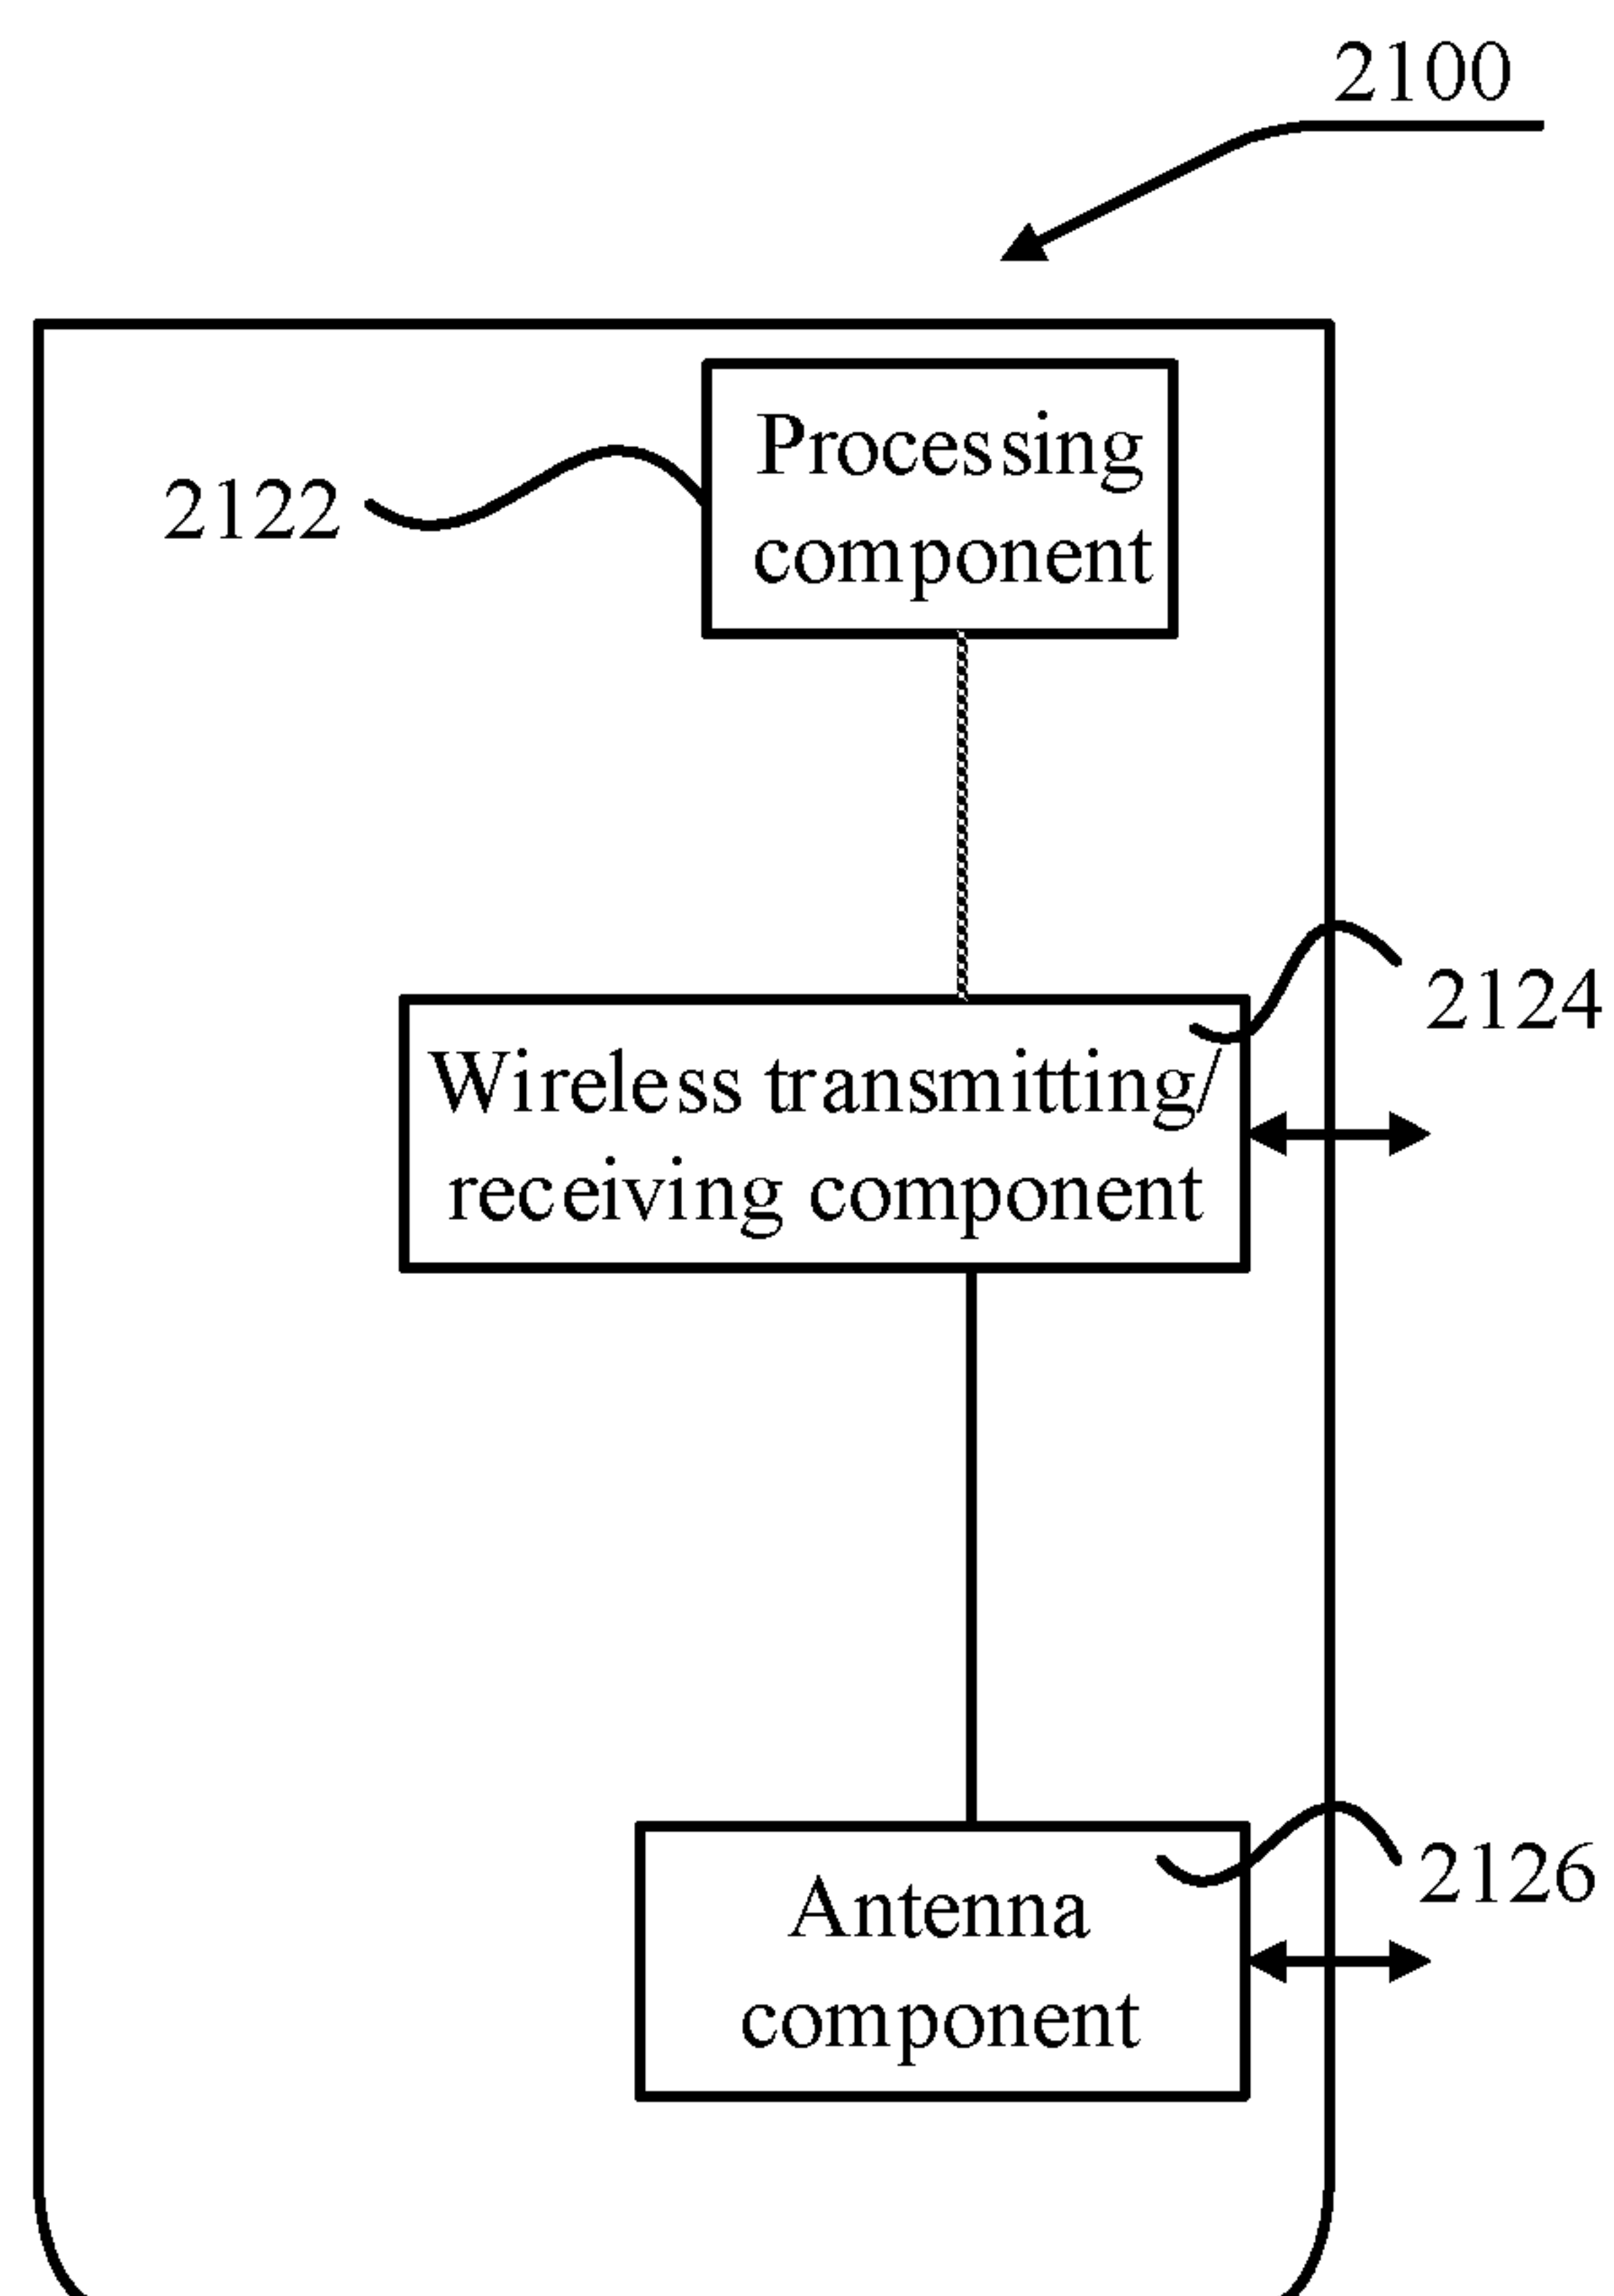 2100
Processing
component
2122
2124
Wireless transmitting/
receiving component
2126
Antenna
component